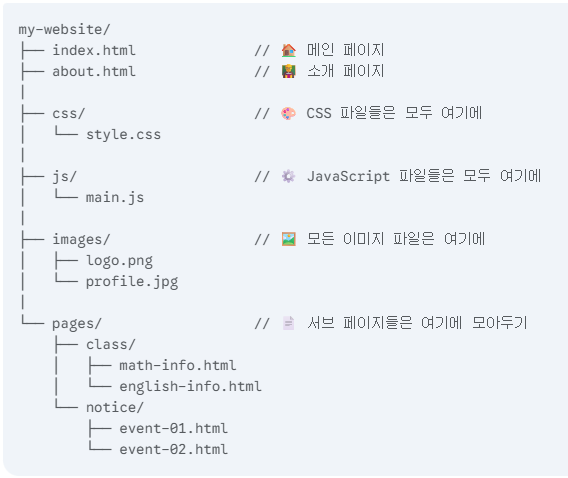 my-website/
├── index.html // 🏠 메인 페이지
├── about.html // 👩‍🏫 소개 페이지
|
├── css/ // 🎨 CSS 파일들은 모두 여기에
│   └── style.css
|
├── js/ // ⚙️ JavaScript 파일들은 모두 여기에
│   └── main.js
|
├── images/ // 🖼️ 모든 이미지 파일은 여기에
│   ├── logo.png
│   └── profile.jpg
|
└── pages/ // 📄 서브 페이지들은 여기에 모아두기
    ├── class/
    │   ├── math-info.html
    │   └── english-info.html
    └── notice/
        ├── event-01.html
        └── event-02.html